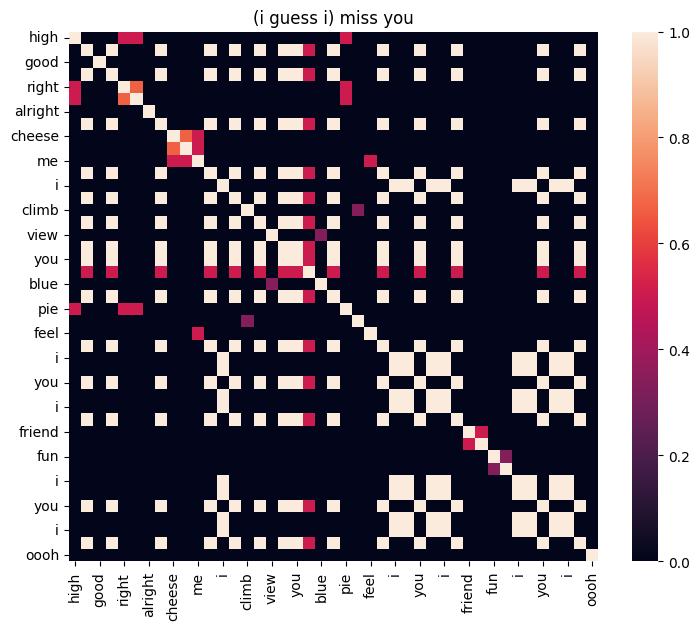 (i guess i) miss you
high
good
right
alright
cheese
me
i
climb
view
you
blue
pie
feel
i
you
i
friend
fun
i
you
i
oooh
high
good
right
alright
cheese
me
i
climb
view
you
blue
pie
feel
i
you
i
friend
fun
i
you
i
oooh
1.0
0.8
0.6
0.4
0.2
0.0